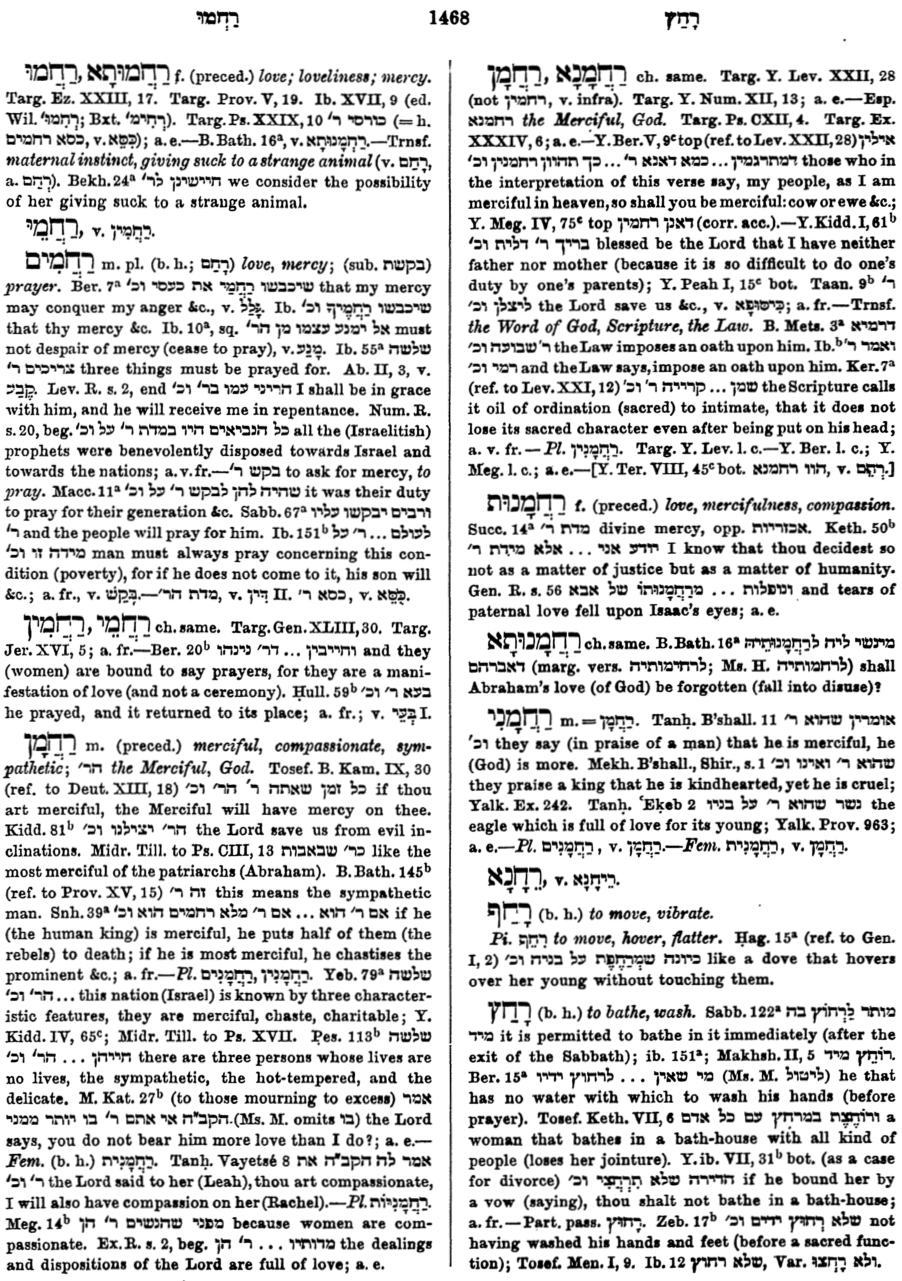 רַחְמוּ 1468 רָחַץ
רַחֲמוּ, רַחֲמוּתָא f. (preced.) love; loveliness; mercy.
Targ. Ez. XXIII, 17. Targ. Prov. V, 19. Ib. XVII, 9 (ed.
Wil. רַחְמוּ׳; Bxt. רְחִימ׳). Targ. Ps. XXIX, 10 כורסי ר׳ (= h.
כסא רחמים, v. כִּסֵּא); a. e.—B. Bath. 16ᵃ, v. רַחְמָנוּתָא.—Trnsf.
maternal instinct, giving suck to a strange animal (v. רָחַם,
a. רָחַם). Bekh. 24ᵃ חיישינן לר׳ we consider the possibility
of her giving suck to a strange animal.
רַחֲמֵי, v. רַחֲמִין.
רַחֲמִים m. pl. (b. h.; רָחַם) love, mercy; (sub. בקשת)
prayer. Ber. 7ᵃ שיכבשו רַחֲמַי את כעסי וכ׳ that my mercy
may conquer my anger &c., v. גָּלַל. Ib. שיכבשו רַחֲמֶיךָ וכ׳
that thy mercy &c. Ib. 10ᵃ, sq. אל ימנע עצמו מן הר׳ must
not despair of mercy (cease to pray), v. מָנַע. Ib. 55ᵃ שלשה
צריכים ר׳ three things must be prayed for. Ab. II, 3, v.
קֶבַע. Lev. R. s. 2, end הריני עמו בר׳ וכ׳ I shall be in grace
with him, and he will receive me in repentance. Num. R.
s. 20, beg. כל הנביאים היו במדת ר׳ על וכ׳ all the (Israelitish)
prophets were benevolently disposed towards Israel and
towards the nations; a. v. fr.—בקש ר׳ to ask for mercy, to
pray. Macc. 11ᵃ שהיה להן לבקש ר׳ על וכ׳ it was their duty
to pray for their generation &c. Sabb. 67ᵃ ורבים יבקשו עליו
ר׳ and the people will pray for him. Ib. 151ᵇ לעולם ... ר׳ על
מידה זו וכ׳ man must always pray concerning this con-
dition (poverty), for if he does not come to it, his son will
&c.; a. fr., v. בָּקַשׁ.—מדת הר׳, v. דִּין II. כסא ר׳, v. כִּסֵּא.
רַחֲמֵי, רַחֲמִין ch. same. Targ. Gen. XLIII, 30. Targ.
Jer. XVI, 5; a. fr.—Ber. 20ᵇ וחייבין ... דר׳ נינהו and they
(women) are bound to say prayers, for they are a mani-
festation of love (and not a ceremony). Ḥull. 59ᵇ בעא ר׳ וכ׳
he prayed, and it returned to its place; a. fr.; v. בְּעֵי I.
רַחֲמָן m. (preced.) merciful, compassionate, sym-
pathetic; הר׳ the Merciful, God. Tosef. B. Kam. IX, 30
(ref. to Deut. XIII, 18) כל זמן שאתה ר׳ הר׳ וכ׳ if thou
art merciful, the Merciful will have mercy on thee.
Kidd. 81ᵇ הר׳ יצילנו וכ׳ the Lord save us from evil in-
clinations. Midr. Till. to Ps. CIII, 13 כר׳ שבאבות like the
most merciful of the patriarchs (Abraham). B. Bath. 145ᵇ
(ref. to Prov. XV, 15) זה ר׳ this means the sympathetic
man. Snh. 39ᵃ אם ר׳ הוא ... אם ר׳ מלא רחמים הוא וכ׳ if he
(the human king) is merciful, he puts half of them (the
rebels) to death; if he is most merciful, he chastises the
prominent &c.; a. fr.—Pl. רַחֲמָנִים, רַחֲמָנִין. Yeb. 79ᵃ שלשה
... הר׳ וכ׳ this nation (Israel) is known by three character-
istic features, they are merciful, chaste, charitable; Y.
Kidd. IV, 65ᶜ; Midr. Till. to Ps. XVII. Pes. 113ᵇ שלשה
חייהן ... הר׳ וכ׳ there are three persons whose lives are
no lives, the sympathetic, the hot-tempered, and the
delicate. M. Kat. 27ᵇ (to those mourning to excess) אמר
הקב״ה אי אתם ר׳ בו יותר ממני (Ms. M. omits בו) the Lord
says, you do not bear him more love than I do?; a. e.—
Fem. (b. h.) רַחֲמָנִית. Tanḥ. Vayetsé 8 אמר לה הקב״ה את
ר׳ וכ׳ the Lord said to her (Leah), thou art compassionate,
I will also have compassion on her (Rachel).—Pl. רַחֲמָנִיּוֹת.
Meg. 14ᵇ מפני שהנשים ר׳ הן because women are com-
passionate. Ex. R. s. 2, beg. מדותיו ... ר׳ הן the dealings
and dispositions of the Lord are full of love; a. e.
רַחֲמָנָא, רַחֲמָן ch. same. Targ. Y. Lev. XXII, 28
(not רחמין, v. infra). Targ. Y. Num. XII, 13; a. e.—Esp.
רחמנא the Merciful, God. Targ. Ps. CXII, 4. Targ. Ex.
XXXIV, 6; a. e.—Y. Ber. V, 9ᶜ top (ref. to Lev. XXII, 28) אילין
דמתרגמין ... כמא דאנא ר׳ ... כך תהוון רחמנין וכ׳ those who in
the interpretation of this verse say, my people, as I am
merciful in heaven, so shall you be merciful: cow or ewe &c.;
Y. Meg. IV, 75ᶜ top דאנן רחמין (corr. acc.).—Y. Kidd. I, 61ᵇ
בריך ר׳ דלית וכ׳ blessed be the Lord that I have neither
father nor mother (because it is so difficult to do one's
duty by one's parents); Y. Peah I, 15ᶜ bot. Taan. 9ᵇ ר׳
ליצלן וכ׳ the Lord save us &c., v. כִּיסּוּפָא; a. fr.—Trnsf.
the Word of God, Scripture, the Law. B. Mets. 3ᵃ דרמיא
ר׳ שבועה וכ׳ the Law imposes an oath upon him. Ib.ᵇ ואמר ר׳
רמי וכ׳ and the Law says, impose an oath upon him. Ker. 7ᵃ
(ref. to Lev. XXI, 12) שמן ... קרייה ר׳ וכ׳ the Scripture calls
it oil of ordination (sacred) to intimate, that it does not
lose its sacred character even after being put on his head;
a. v. fr. — Pl. רַחֲמָנִין. Targ. Y. Lev. l. c.—Y. Ber. l. c.; Y.
Meg. l. c.; a. e.—[Y. Ter. VIII, 45ᶜ bot. הוו רחמנא, v. רְהַם.]
רַחֲמָנוּת f. (preced.) love, mercifulness, compassion.
Succ. 14ᵃ מדת ר׳ divine mercy, opp. אכזריות. Keth. 50ᵇ
יודע אני ... אלא מידת ר׳ I know that thou decidest so
not as a matter of justice but as a matter of humanity.
Gen. R. s. 56 ונופלות ... מרַחֲמָנוּתוֹ של אבא and tears of
paternal love fell upon Isaac's eyes; a. e.
רַחֲמָנוּתָא ch. same. B. Bath. 16ᵃ מינשי ליה לרַחֲמָנוּתֵיהּ
דאברהם (marg. vers. לרחימותיה; Ms. H. לרחמותיה) shall
Abraham's love (of God) be forgotten (fall into disuse)?
רַחֲמָנִי m. = רַחֲמָן. Tanḥ. B'shall. 11 אומרין שהוא ר׳
וכ׳ they say (in praise of a man) that he is merciful, he
(God) is more. Mekh. B'shall., Shir., s. 1 שהוא ר׳ ואינו וכ׳
they praise a king that he is kindhearted, yet he is cruel;
Yalk. Ex. 242. Tanḥ. ʿEḳeb 2 נשר שהוא ר׳ על בניו the
eagle which is full of love for its young; Yalk. Prov. 963;
a. e.—Pl. רַחֲמָנִים, v. רַחֲמָן.—Fem. רַחֲמָנִית, v. רַחֲמָן.
רֵחָנָא, v. רֵיחָנָא.
רָחַף (b. h.) to move, vibrate.
Pi. רִחֵף to move, hover, flatter. Ḥag. 15ᵃ (ref. to Gen.
I, 2) כיונה שמְרַחֶפֶת על בניה וכ׳ like a dove that hovers
over her young without touching them.
רָחַץ (b. h.) to bathe, wash. Sabb. 122ᵃ מותר לִרְחוֹץ בה
מיד it is permitted to bathe in it immediately (after the
exit of the Sabbath); ib. 151ᵃ; Makhsh. II, 5 רוֹחֵץ מיד.
Ber. 15ᵃ מי שאין ... לרחוץ ידיו (Ms. M. ליטול) he that
has no water with which to wash his hands (before
prayer). Tosef. Keth. VII, 6 ורוֹחֶצֶת במרחץ עם כל אדם a
woman that bathes in a bath-house with all kind of
people (loses her jointure). Y. ib. VII, 31ᵇ bot. (as a case
for divorce) הדירה שלא תִרְחֲצִי וכ׳ if he bound her by
a vow (saying), thou shalt not bathe in a bath-house;
a. fr. — Part. pass. רָחוּץ. Zeb. 17ᵇ שלא רְחוּץ ידים וכ׳ not
having washed his hands and feet (before a sacred func-
tion); Tosef. Men. I, 9. Ib. 12 שלא רחוץ, Var. ולא רָחֲצוּ.